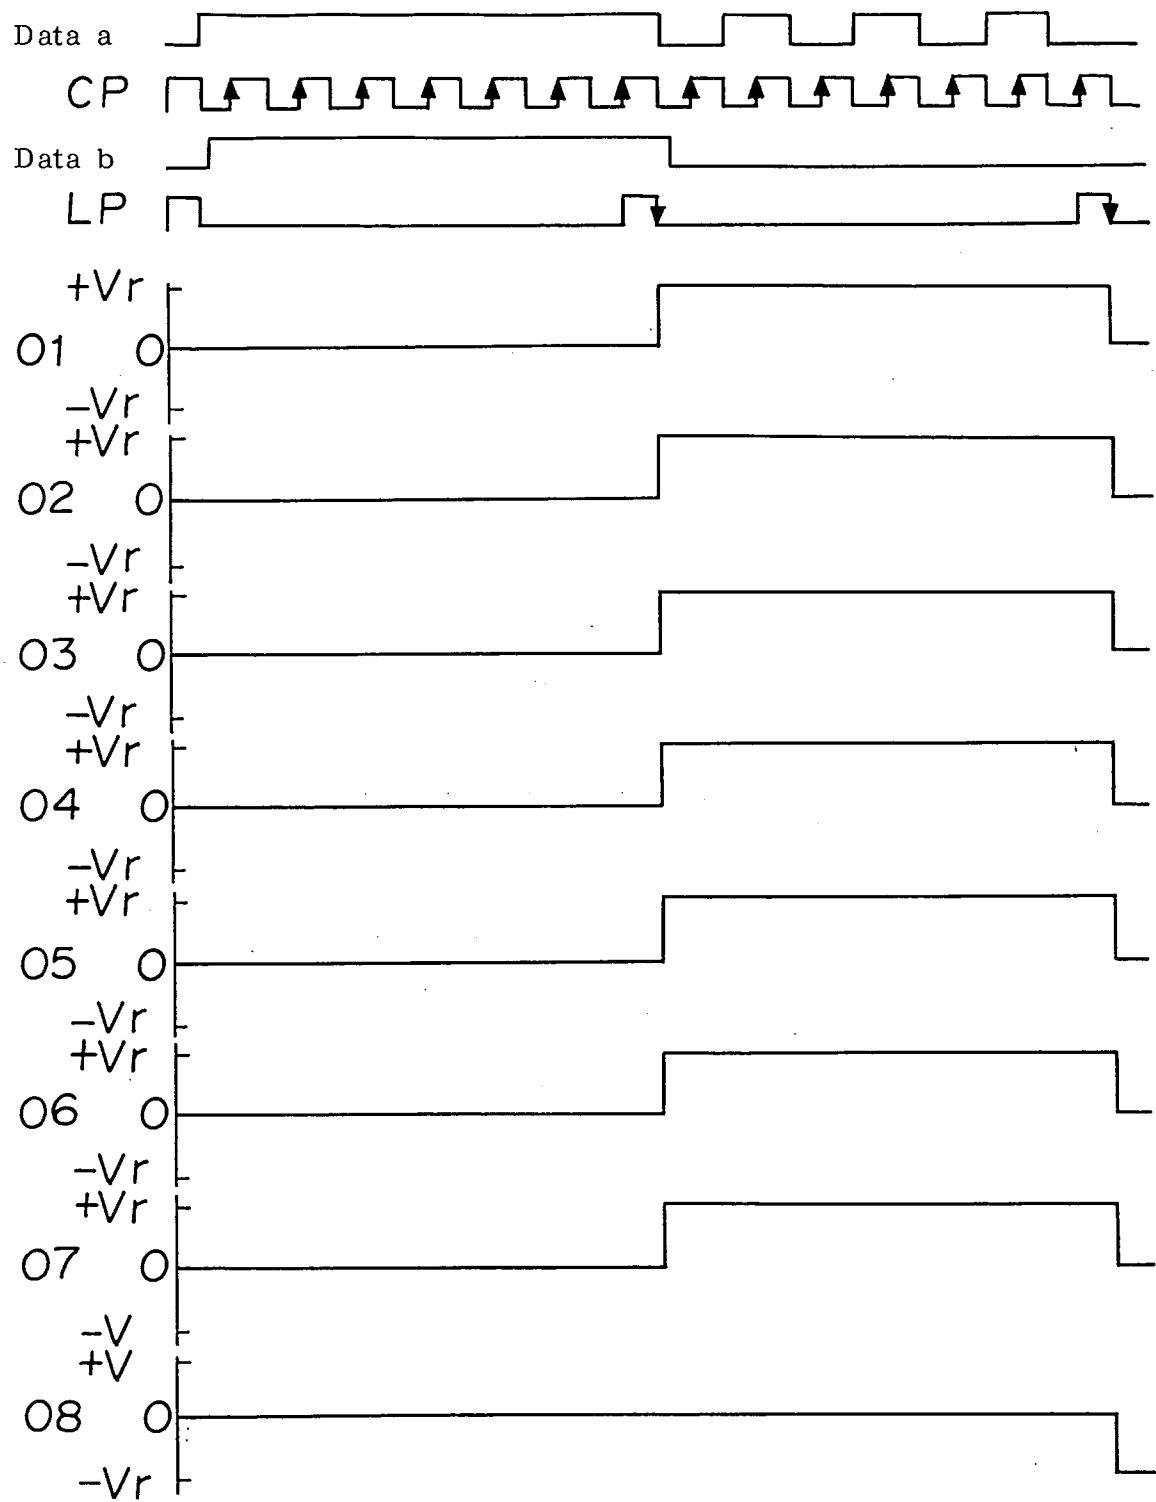 Data a
CP
Data b
LP
+Vr
O1 O
-Vr
+Vr
O2 O
-Vr
+Vr
O3 O
-Vr
+Vr
O4 O
-Vr
+Vr
O5 O
-Vr
+Vr
O6 O
-Vr
+Vr
O7 O
-V
+V
O8 O
-Vr